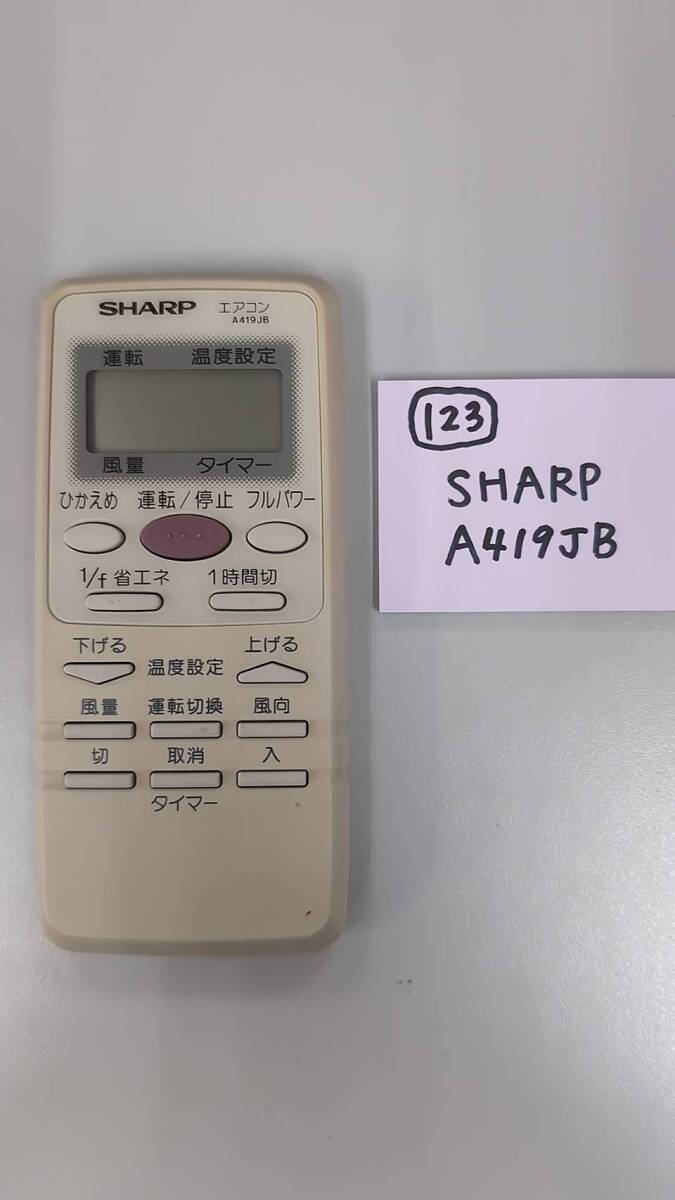 SHARP エアコン
A419JB
運転 温度設定
風量 タイマー
ひかえめ 運転/停止 フルパワー
1/f 省エネ 1時間切
下げる 上げる
温度設定
風量 運転切換 風向
切 取消 入
タイマー
123
SHARP
A419JB